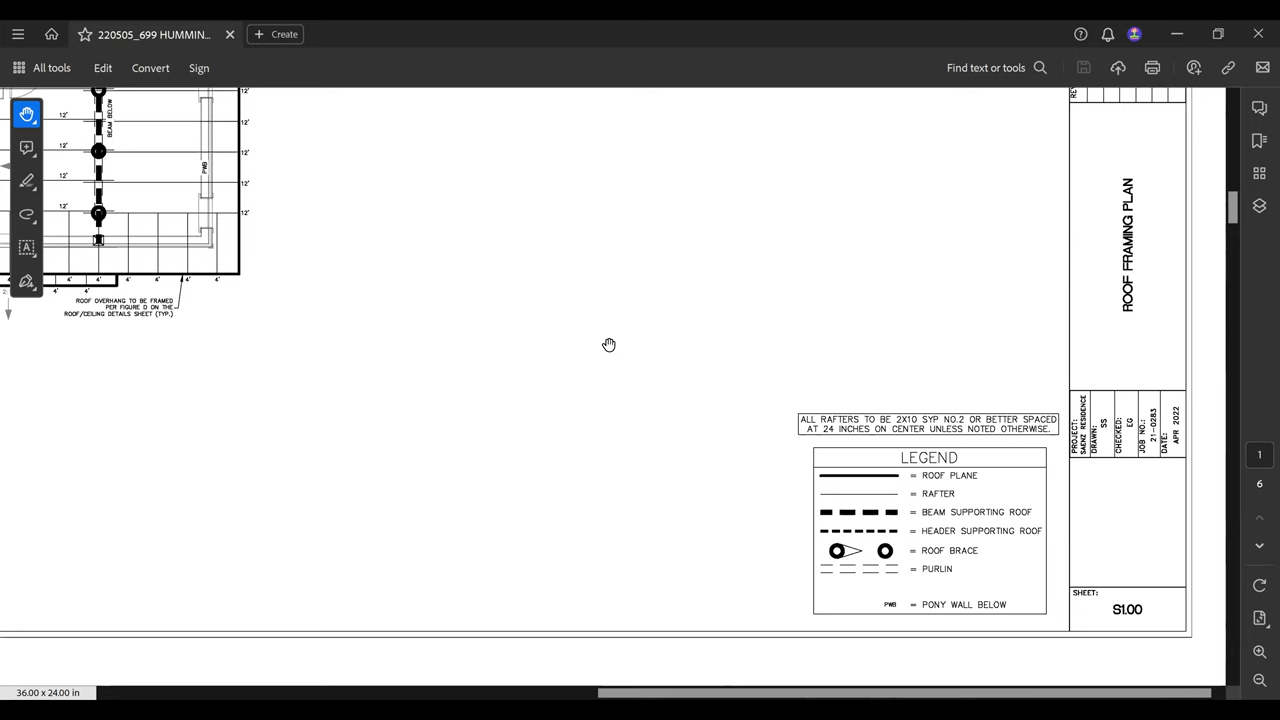 220505_699 HUMMIN...
Create
All tools
Edit
Convert
Sign
Find text or tools
12'
12'
12'
12'
12'
12'
12'
12'
12'
BEAM BELOW
PWB
4'
4'
4'
4'
4'
4'
4'
4'
ROOF OVERHANG TO BE FRAMED
PER FIGURE D ON THE
ROOF/CEILING DETAILS SHEET (TYP.)
ALL RAFTERS TO BE 2X10 SYP NO.2 OR BETTER SPACED
AT 24 INCHES ON CENTER UNLESS NOTED OTHERWISE.
LEGEND
= ROOF PLANE
= RAFTER
= BEAM SUPPORTING ROOF
= HEADER SUPPORTING ROOF
= ROOF BRACE
= PURLIN
PWB = PONY WALL BELOW
ROOF FRAMING PLAN
PROJECT:
SAENZ RESIDENCE
DRAWN:
SS
CHECKED:
EG
JOB NO.:
21-0283
DATE:
APR 2022
SHEET:
S1.00
1
6
36.00 x 24.00 in